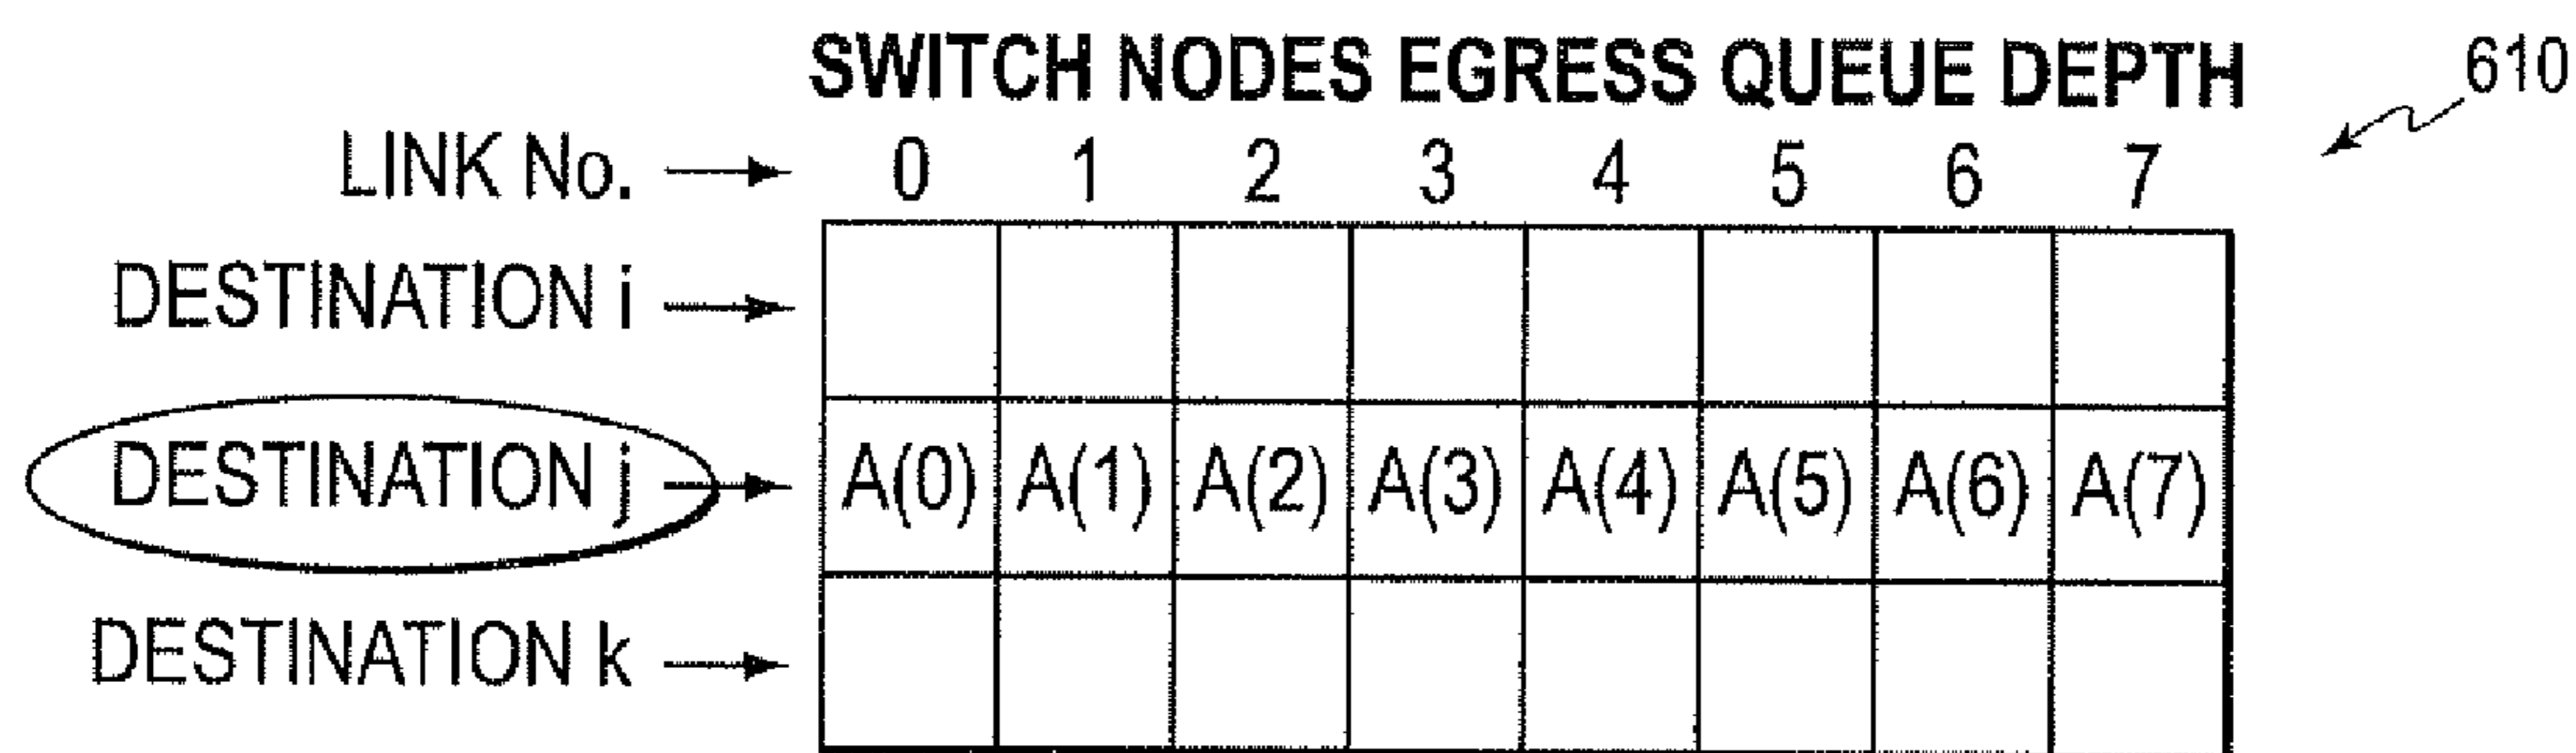 SWITCH NODES EGRESS QUEUE DEPTH
610
LINK No. → 0 1 2 3 4 5 6 7
DESTINATION i →
DESTINATION j → A(0) A(1) A(2) A(3) A(4) A(5) A(6) A(7)
DESTINATION k →